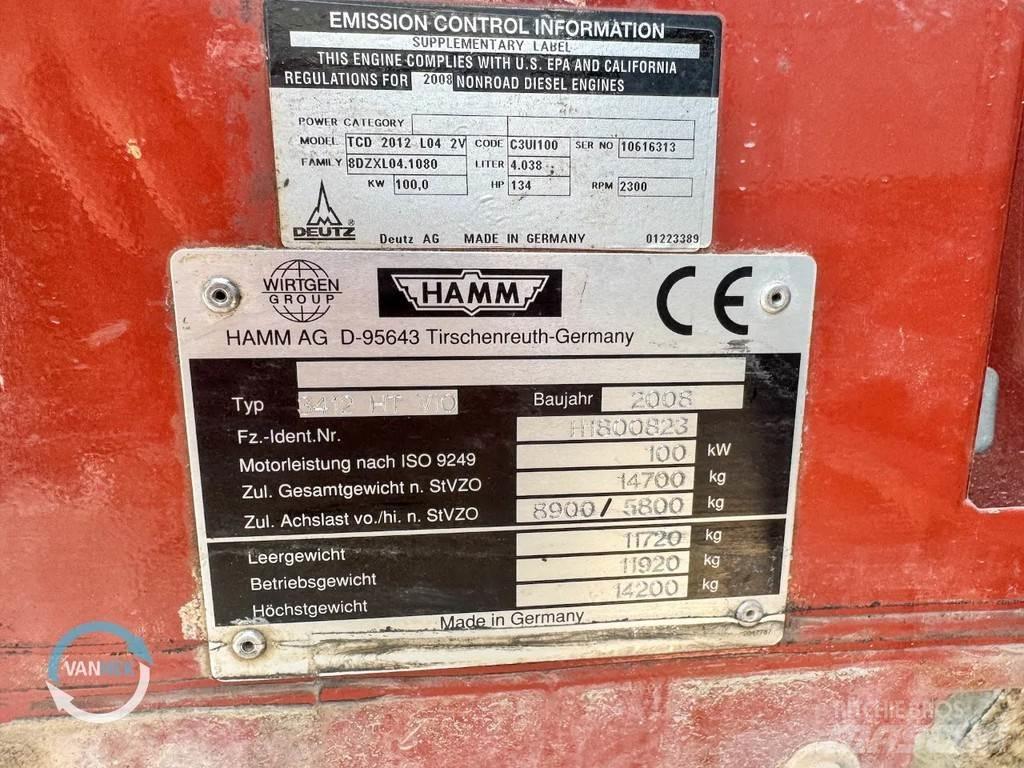 EMISSION CONTROL INFORMATION
SUPPLEMENTARY LABEL
THIS ENGINE COMPLIES WITH U.S. EPA AND CALIFORNIA
REGULATIONS FOR 2008 NONROAD DIESEL ENGINES
POWER CATEGORY
MODEL TCD 2012 L04 2V CODE C3UI100 SER NO 10616313
FAMILY 8DZXL04.1080 LITER 4.038
KW 100,0 HP 134 RPM 2300
DEUTZ ®
Deutz AG MADE IN GERMANY 01223389
WIRTGEN
GROUP
HAMM
CE
HAMM AG D-95643 Tirschenreuth-Germany
Typ 3412 HT VIO Baujahr 2008
Fz.-Ident.Nr. H1800823
Motorleistung nach ISO 9249 100 kW
Zul. Gesamtgewicht n. StVZO 14700 kg
Zul. Achslast vo./hi. n. StVZO 8900 / 5800 kg
Leergewicht 11720 kg
Betriebsgewicht 11920 kg
Höchstgewicht 14200 kg
Made in Germany